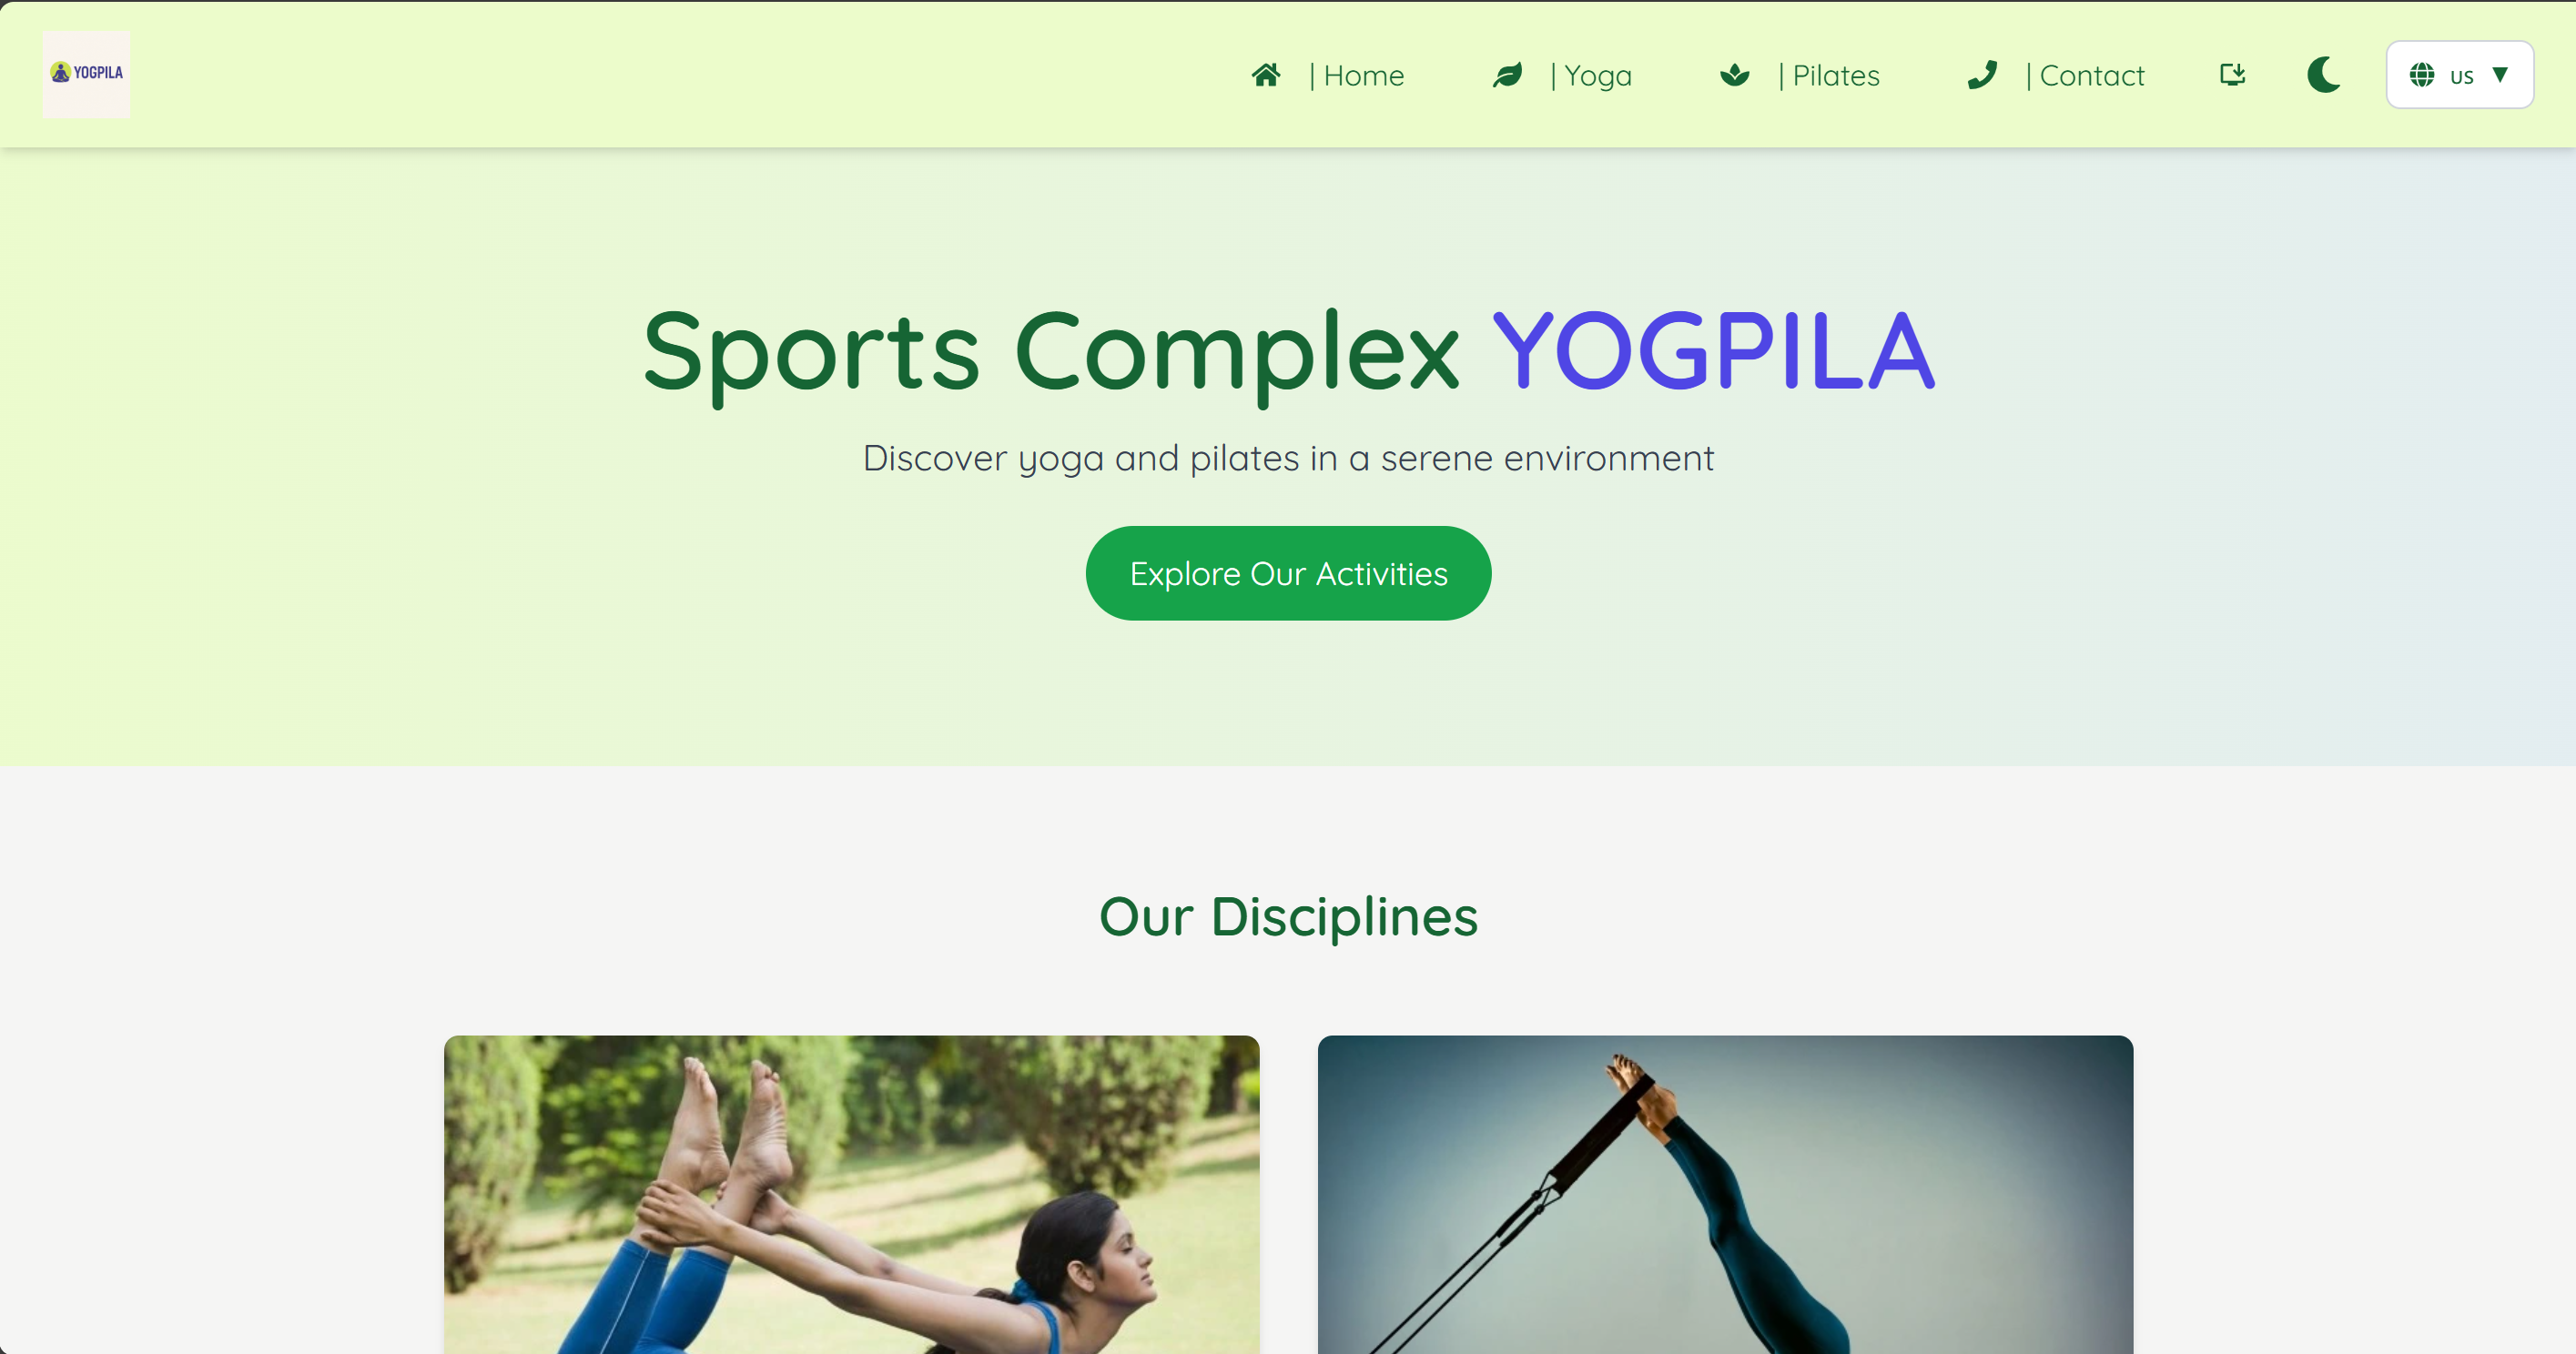 YOGPILA
| Home
| Yoga
| Pilates
| Contact
us
Sports Complex YOGPILA
Discover yoga and pilates in a serene environment
Explore Our Activities
Our Disciplines